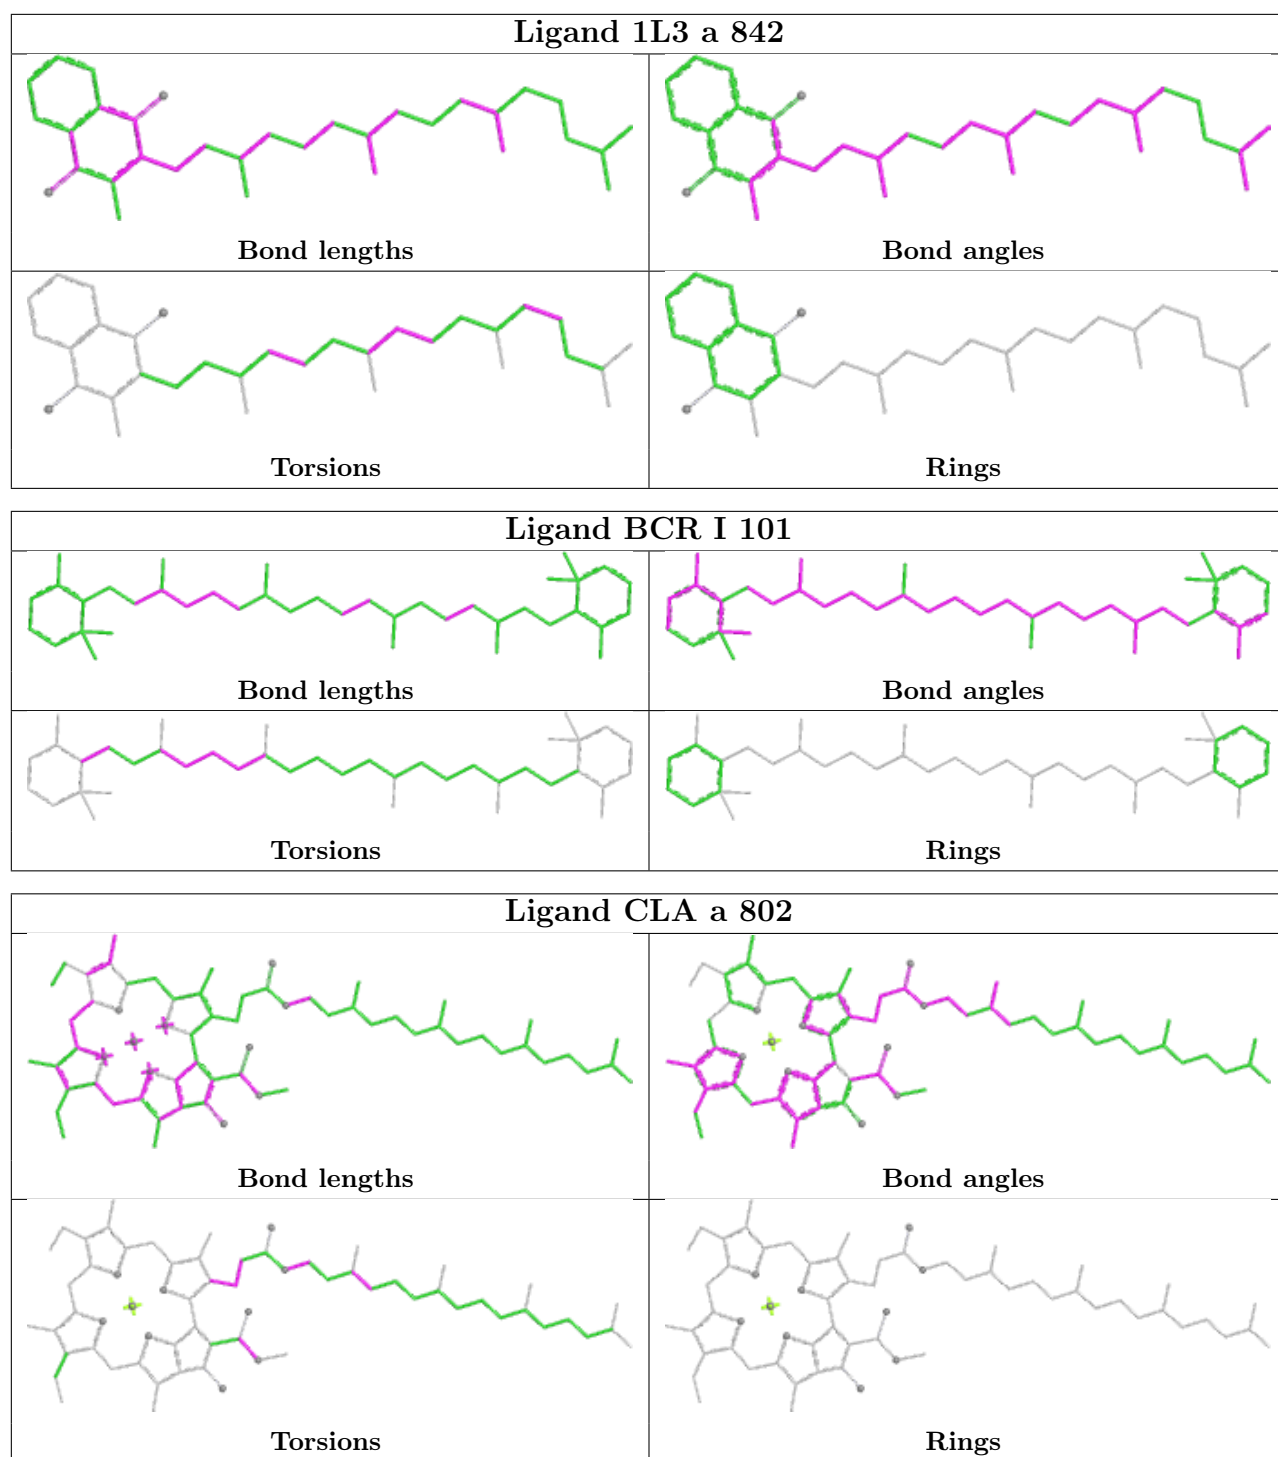 Ligand 1L3 a 842
Bond lengths
Bond angles
Torsions
Rings
Ligand BCR I 101
Bond lengths
Bond angles
Torsions
Rings
Ligand CLA a 802
Bond lengths
Bond angles
Torsions
Rings